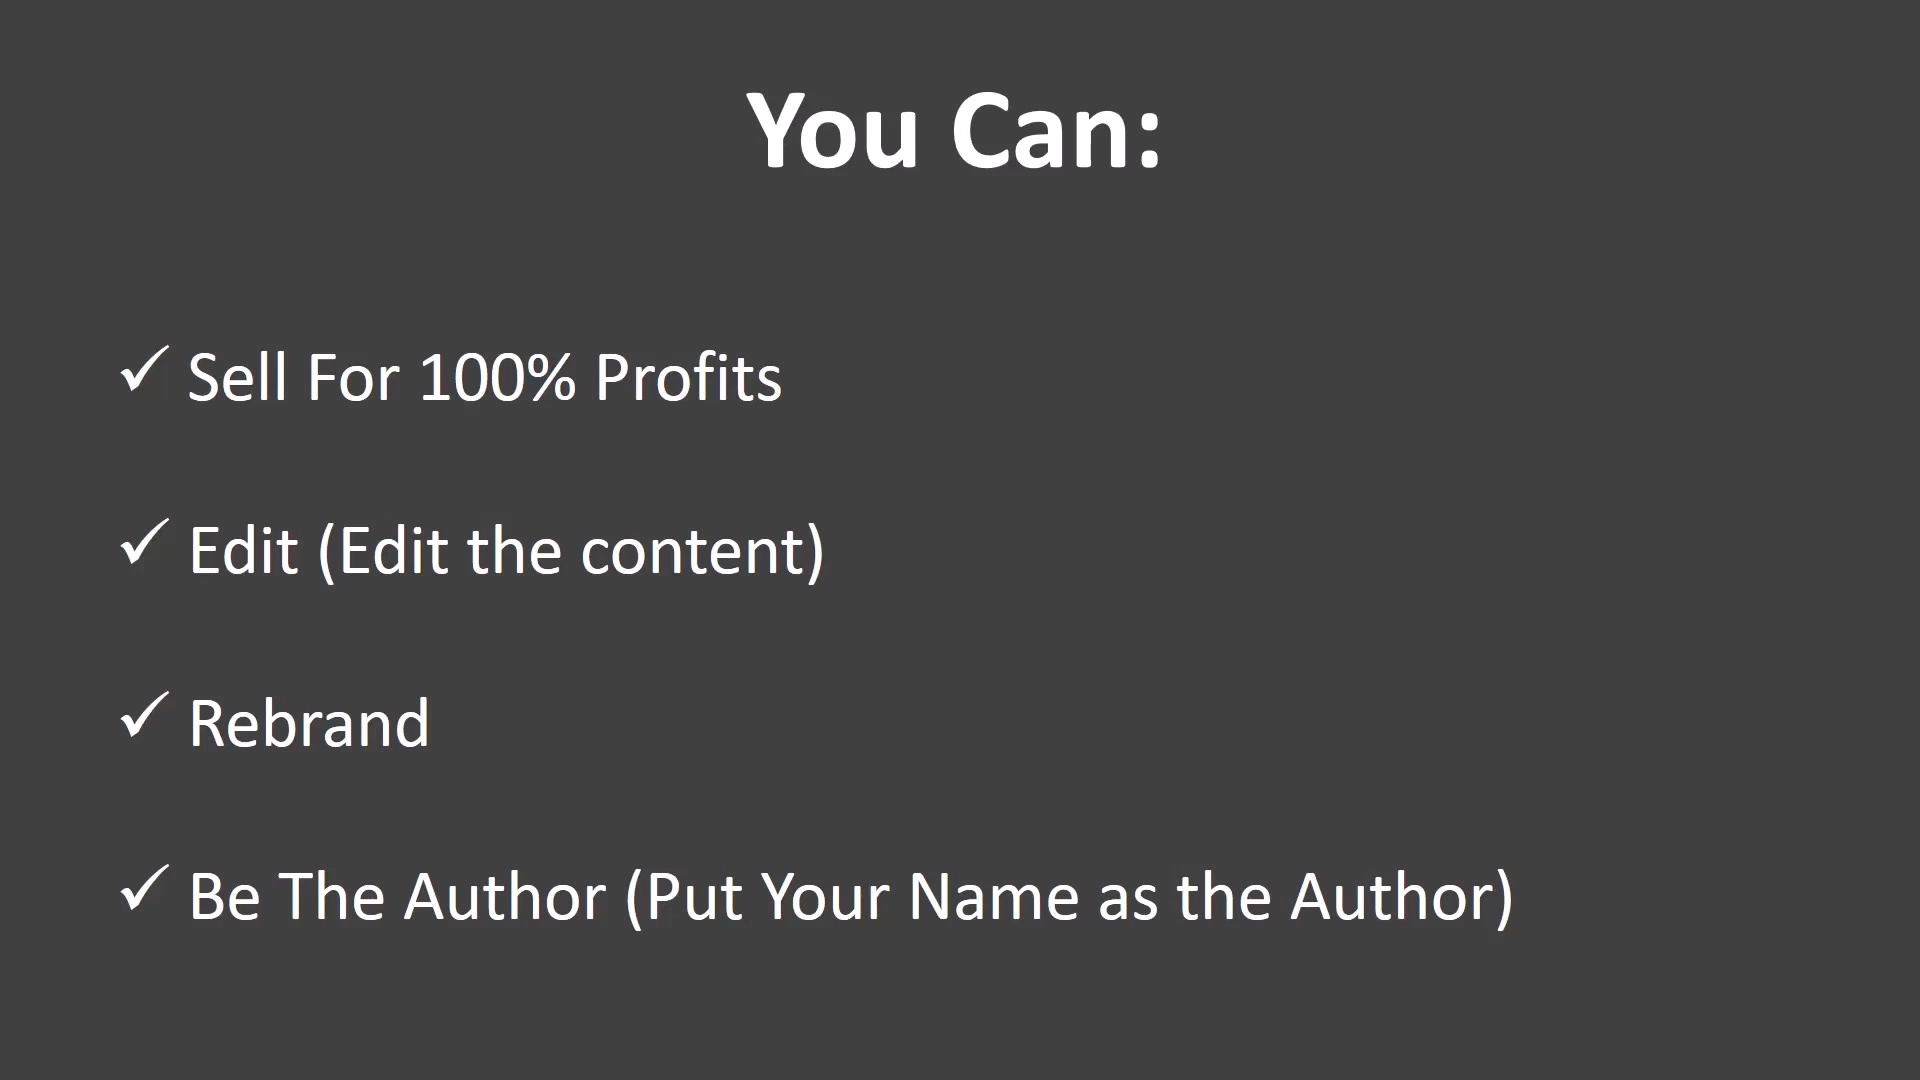 You Can:
✓ Sell For 100% Profits
✓ Edit (Edit the content)
✓ Rebrand
✓ Be The Author (Put Your Name as the Author)